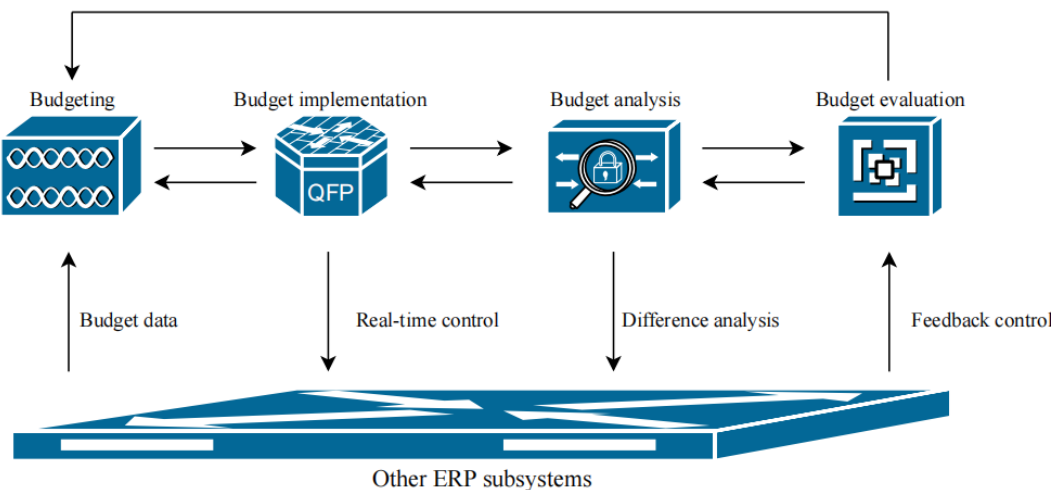 Budgeting
Budget implementation
Budget analysis
Budget evaluation
QFP
Budget data
Real-time control
Difference analysis
Feedback control
Other ERP subsystems